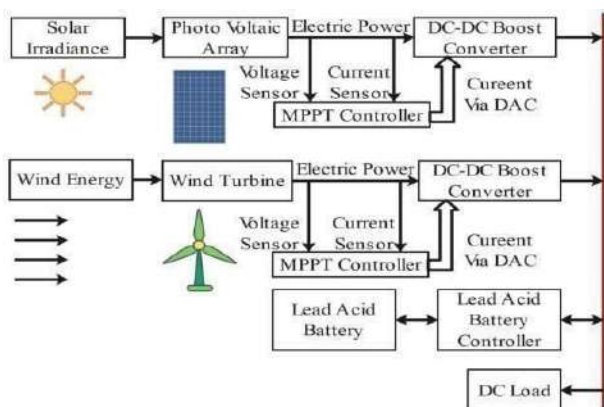 Solar
Irradiance
Photo Voltaic
Array
Electric Power
DC-DC Boost
Converter
Voltage
Sensor
Current
Sensor
Cureent
Via DAC
MPPT Controller
Wind Energy
Wind Turbine
Electric Power
DC-DC Boost
Converter
Voltage
Sensor
Current
Sensor
Cureent
Via DAC
MPPT Controller
Lead Acid
Battery
Lead Acid
Battery
Controller
DC Load